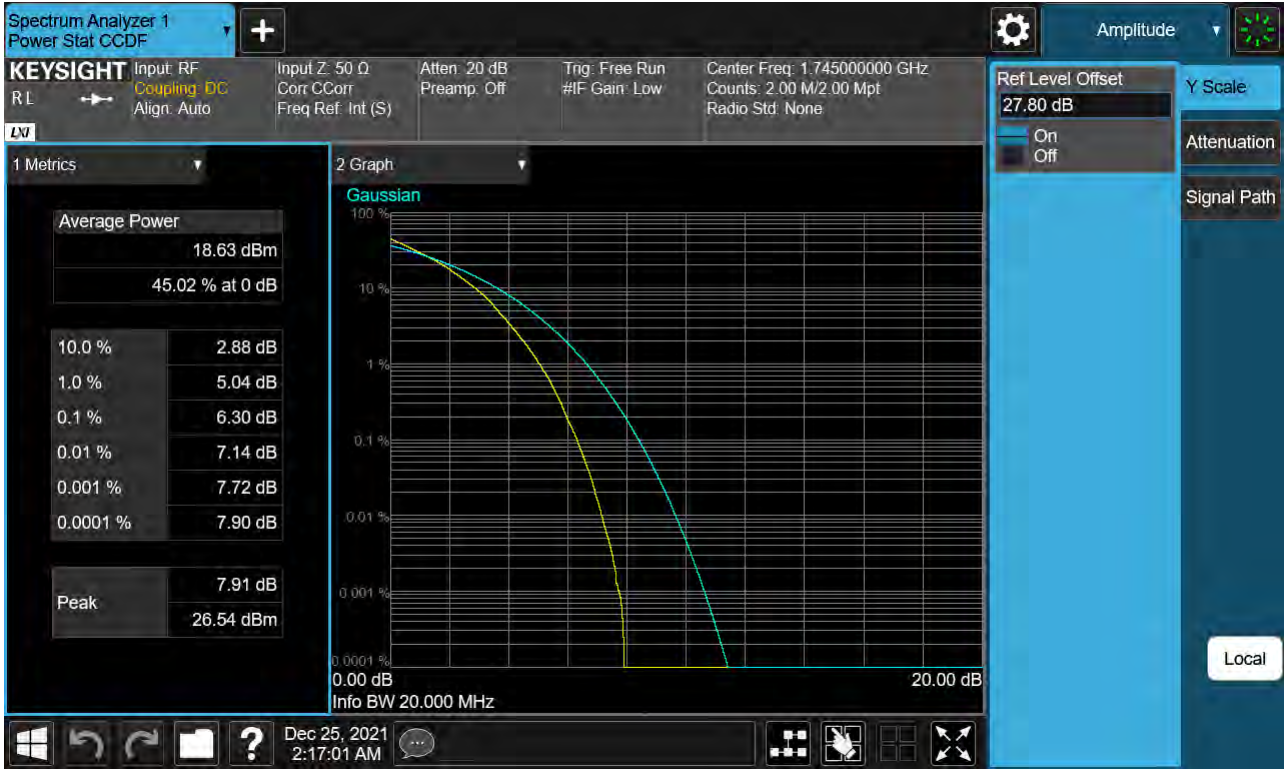 Spectrum Analyzer 1
Power Stat CCDF
Amplitude
KEYSIGHT
R L
LXI
Input: RF
Coupling: DC
Align: Auto
Input Z: 50 Ω
Corr CCorr
Freq Ref: Int (S)
Atten: 20 dB
Preamp: Off
Trig: Free Run
#IF Gain: Low
Center Freq: 1.745000000 GHz
Counts: 2.00 M/2.00 Mpt
Radio Std: None
Ref Level Offset
27.80 dB
On
Off
Y Scale
Attenuation
Signal Path
1 Metrics
Average Power
18.63 dBm
45.02 % at 0 dB
10.0 % 2.88 dB
1.0 % 5.04 dB
0.1 % 6.30 dB
0.01 % 7.14 dB
0.001 % 7.72 dB
0.0001 % 7.90 dB
Peak
7.91 dB
26.54 dBm
2 Graph
Gaussian
100 %
10 %
1 %
0.1 %
0.01 %
0.001 %
0.0001 %
0.00 dB 20.00 dB
Info BW 20.000 MHz
Local
?
Dec 25, 2021
2:17:01 AM